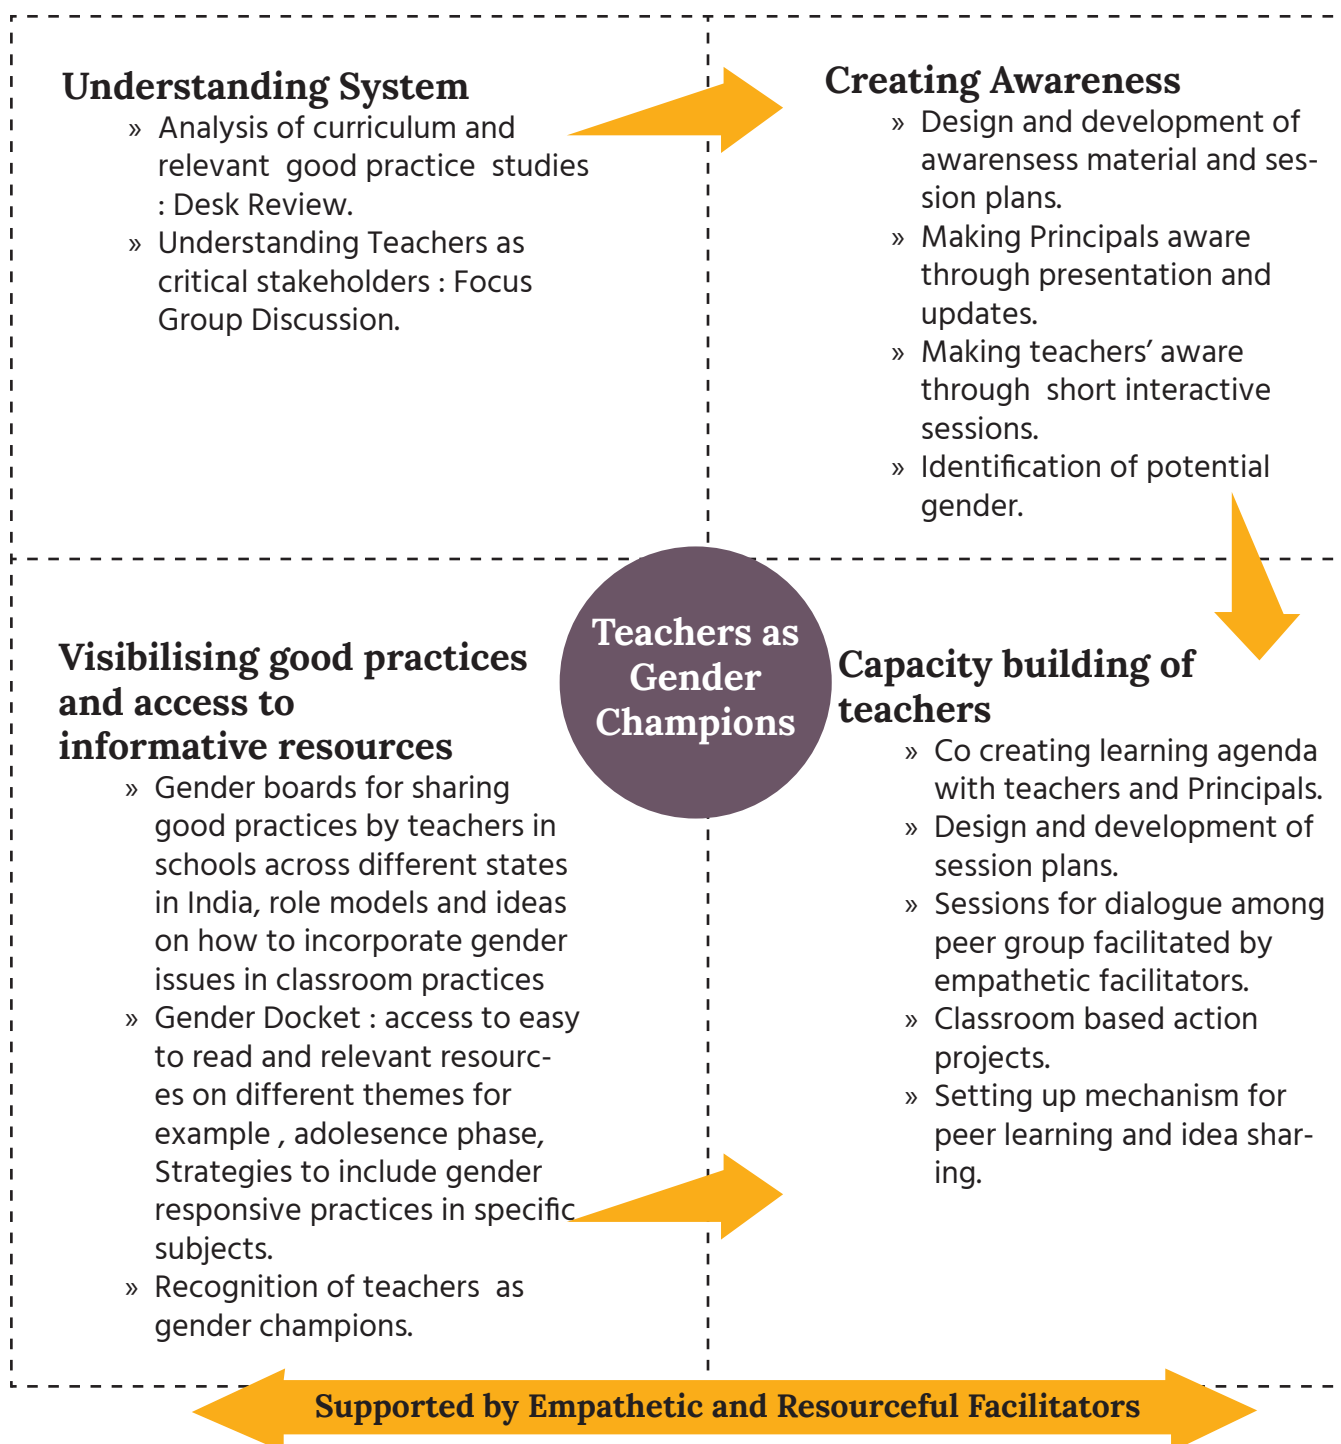 Understanding System
» Analysis of curriculum and
relevant good practice studies
: Desk Review.
» Understanding Teachers as
critical stakeholders : Focus
Group Discussion.
Creating Awareness
» Design and development of
awarensess material and ses-
sion plans.
» Making Principals aware
through presentation and
updates.
» Making teachers’ aware
through short interactive
sessions.
» Identification of potential
gender.
Teachers as
Gender
Champions
Visibilising good practices
and access to
informative resources
» Gender boards for sharing
good practices by teachers in
schools across different states
in India, role models and ideas
on how to incorporate gender
issues in classroom practices
» Gender Docket : access to easy
to read and relevant resourc-
es on different themes for
example , adolesence phase,
Strategies to include gender
responsive practices in specific
subjects.
» Recognition of teachers as
gender champions.
Capacity building of
teachers
» Co creating learning agenda
with teachers and Principals.
» Design and development of
session plans.
» Sessions for dialogue among
peer group facilitated by
empathetic facilitators.
» Classroom based action
projects.
» Setting up mechanism for
peer learning and idea shar-
ing.
Supported by Empathetic and Resourceful Facilitators